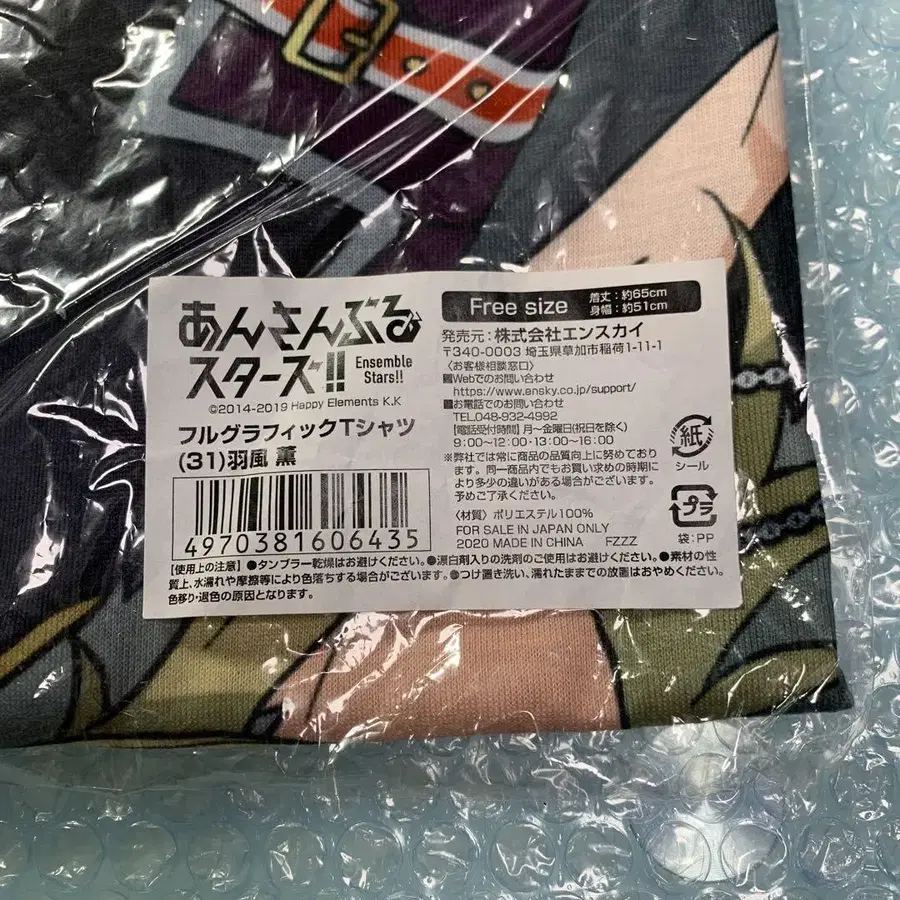 あんさんぶる
スターズ!!
Ensemble
Stars!!
©2014-2019 Happy Elements K.K
フルグラフィックTシャツ
(31)羽風 薫
4970381606435
Free size
着丈：約65cm
身幅：約51cm
発売元：株式会社エンスカイ
〒340-0003 埼玉県草加市稲荷1-11-1
〈お客様相談窓口〉
■Webでのお問い合わせ
https://www.ensky.co.jp/support/
■お電話でのお問い合わせ
TEL.048-932-4992
【電話受付時間】月～金曜日(祝日を除く)
9：00～12：00・13：00～16：00
※弊社では常に商品の品質向上に努めて
おります。同一商品内でもお買い求めの時期に
より多少の違いがある場合がございます。
予めご了承ください。
〈材質〉ポリエステル100%
FOR SALE IN JAPAN ONLY
2020 MADE IN CHINA FZZZ
紙
シール
プラ
袋：PP
【使用上の注意】●タンブラー乾燥はお避けください。●漂白剤入りの洗剤のご使用はお避けください。●素材の性
質上、水濡れや摩擦等により色落ちする場合がございます。●つけ置き洗い、濡れたままでの放置はおやめください。
色移り・退色の原因となります。